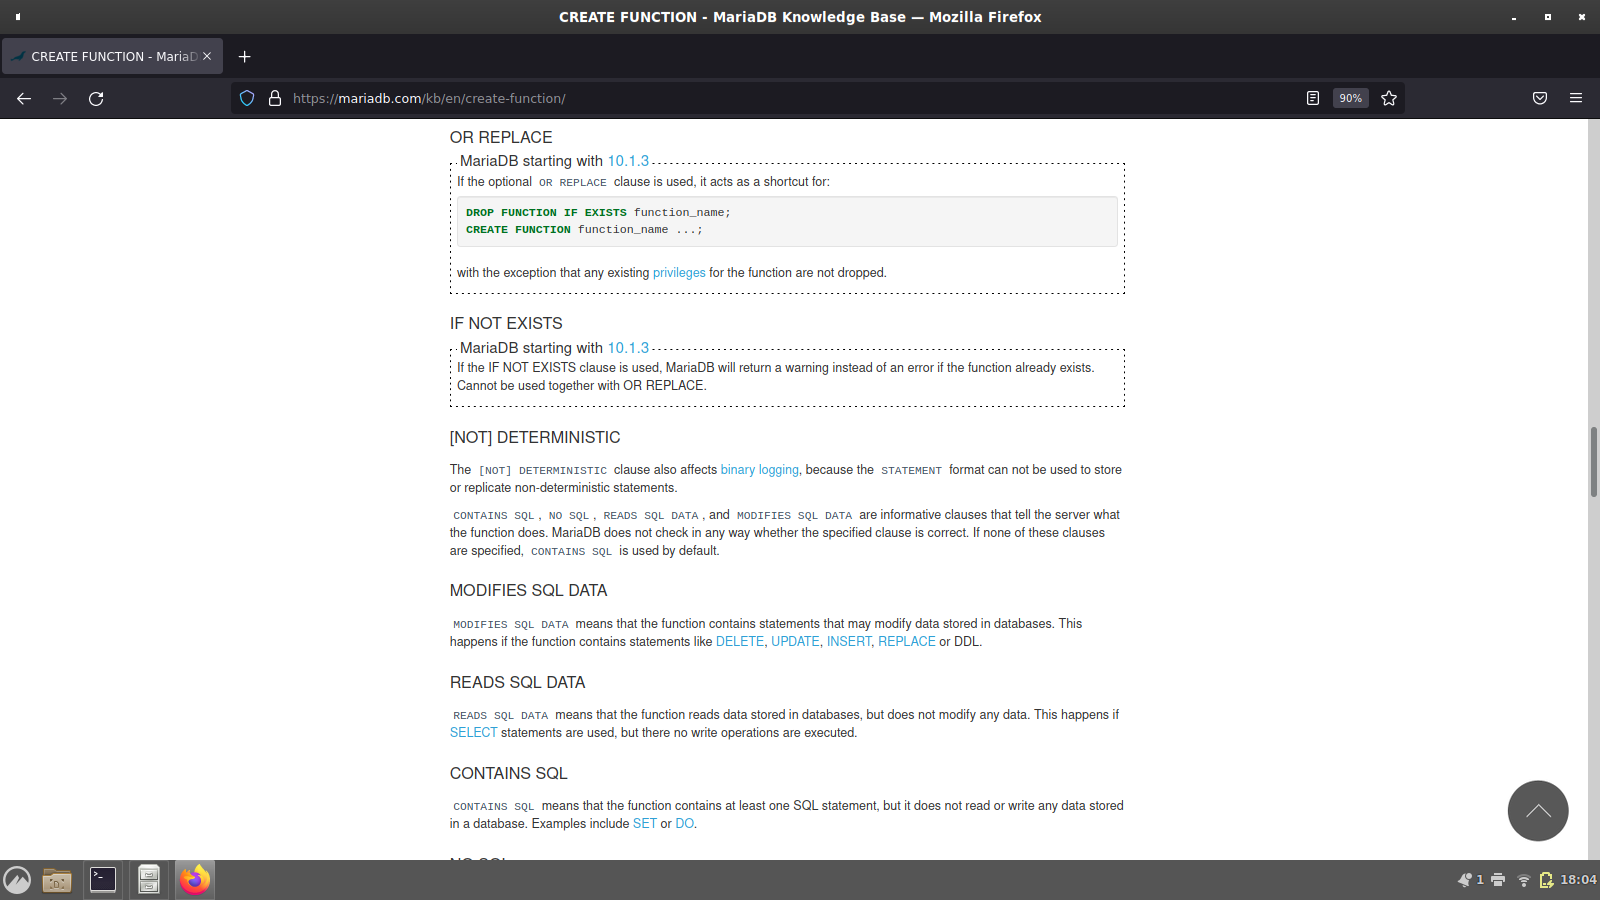 CREATE FUNCTION - MariaDB Knowledge Base — Mozilla Firefox
CREATE FUNCTION - MariaD
https://mariadb.com/kb/en/create-function/
90%
OR REPLACE
MariaDB starting with 10.1.3
If the optional OR REPLACE clause is used, it acts as a shortcut for:
DROP FUNCTION IF EXISTS function_name;
CREATE FUNCTION function_name ...;
with the exception that any existing privileges for the function are not dropped.
IF NOT EXISTS
MariaDB starting with 10.1.3
If the IF NOT EXISTS clause is used, MariaDB will return a warning instead of an error if the function already exists.
Cannot be used together with OR REPLACE.
[NOT] DETERMINISTIC
The [NOT] DETERMINISTIC clause also affects binary logging, because the STATEMENT format can not be used to store
or replicate non-deterministic statements.
CONTAINS SQL, NO SQL, READS SQL DATA, and MODIFIES SQL DATA are informative clauses that tell the server what
the function does. MariaDB does not check in any way whether the specified clause is correct. If none of these clauses
are specified, CONTAINS SQL is used by default.
MODIFIES SQL DATA
MODIFIES SQL DATA means that the function contains statements that may modify data stored in databases. This
happens if the function contains statements like DELETE, UPDATE, INSERT, REPLACE or DDL.
READS SQL DATA
READS SQL DATA means that the function reads data stored in databases, but does not modify any data. This happens if
SELECT statements are used, but there no write operations are executed.
CONTAINS SQL
CONTAINS SQL means that the function contains at least one SQL statement, but it does not read or write any data stored
in a database. Examples include SET or DO.
NO SQL
1
18:04